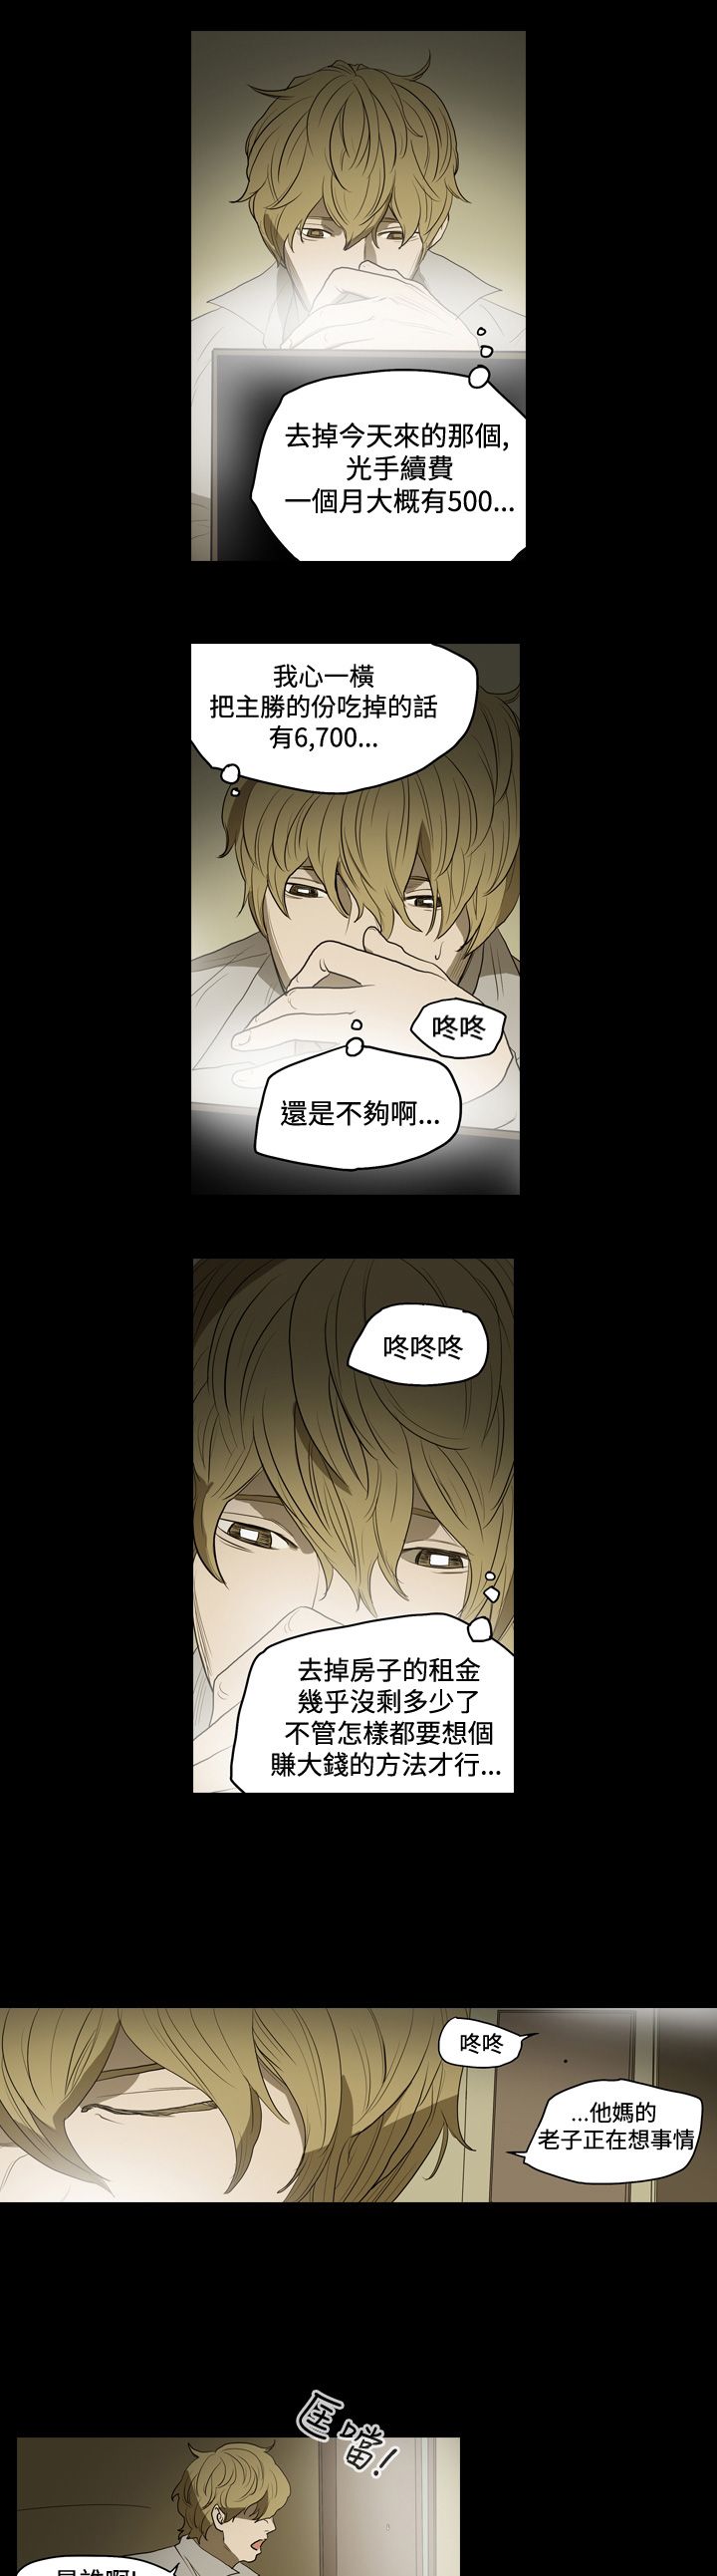 去掉今天來的那個,
光手續費
一個月大概有500...
我心一橫
把主勝的份吃掉的話
有6,700...
咚咚
還是不夠啊...
咚咚咚
去掉房子的租金
幾乎沒剩多少了
不管怎樣都要想個
賺大錢的方法才行...
咚咚
...他媽的
老子正在想事情
匡噹!
是誰啊!